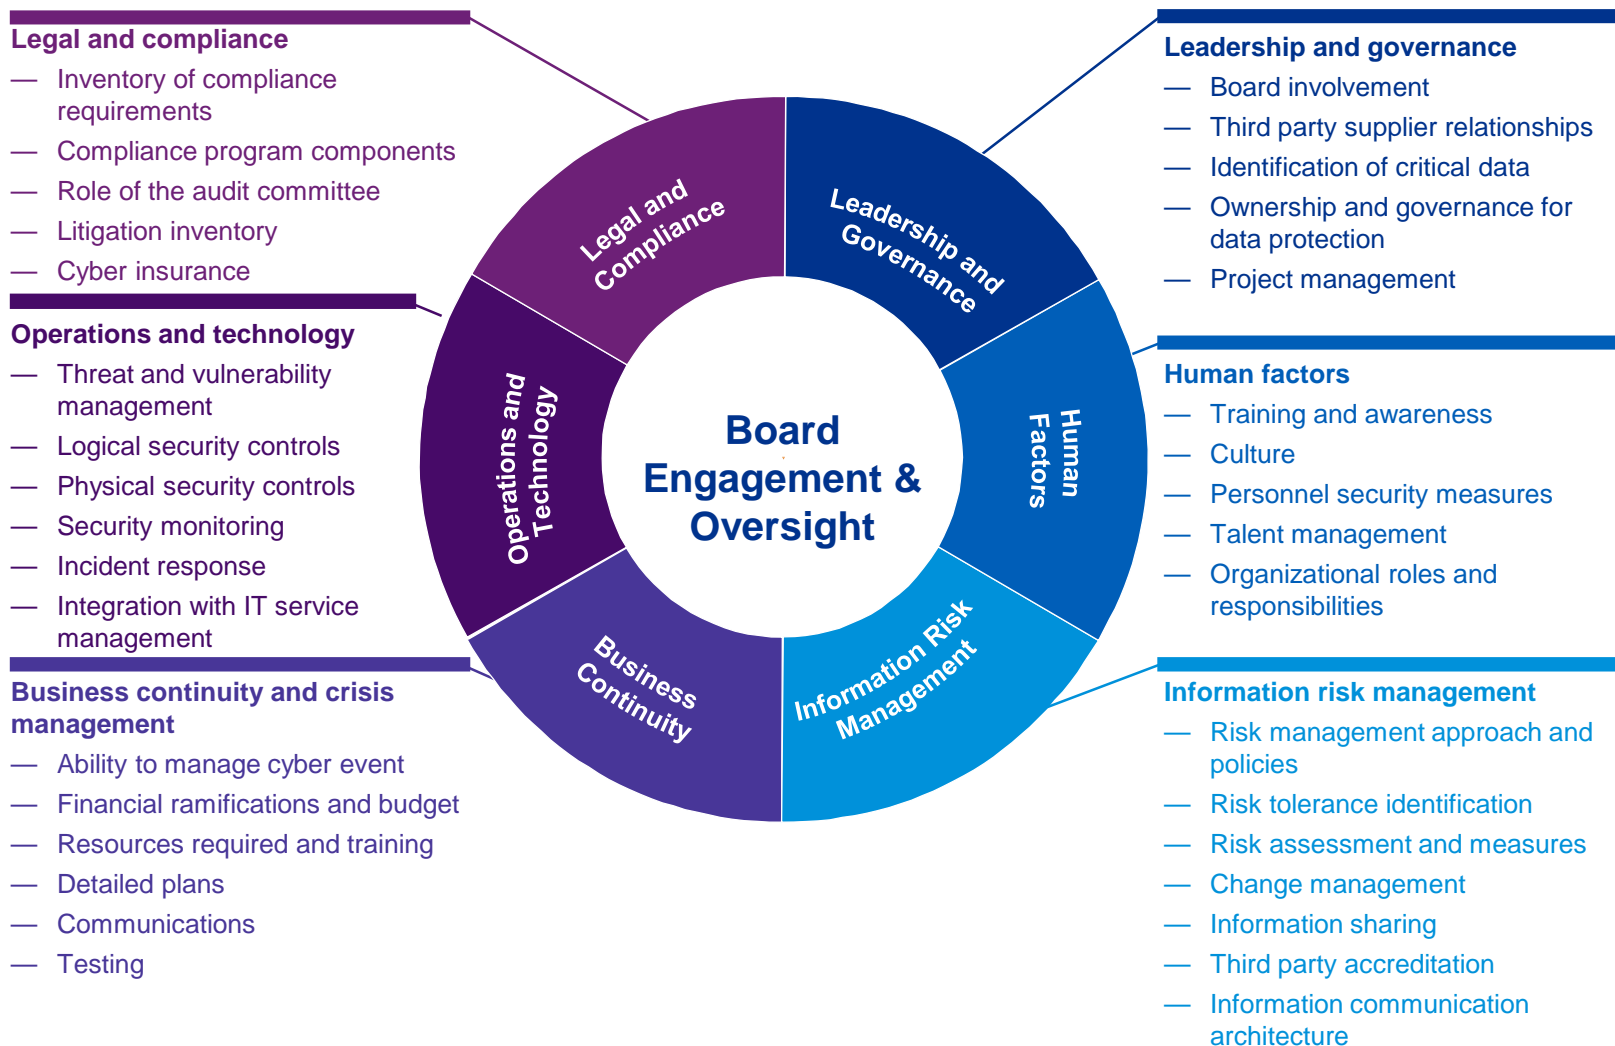 Legal and compliance
— Inventory of compliance
requirements
— Compliance program components
— Role of the audit committee
— Litigation inventory
— Cyber insurance
Operations and technology
— Threat and vulnerability
management
— Logical security controls
— Physical security controls
— Security monitoring
— Incident response
— Integration with IT service
management
Business continuity and crisis
management
— Ability to manage cyber event
— Financial ramifications and budget
— Resources required and training
— Detailed plans
— Communications
— Testing
Legal and
Compliance
Leadership and
Governance
Operations and
Technology
Human
Factors
Business
Continuity
Information Risk
Management
Board
Engagement &
Oversight
Leadership and governance
— Board involvement
— Third party supplier relationships
— Identification of critical data
— Ownership and governance for
data protection
— Project management
Human factors
— Training and awareness
— Culture
— Personnel security measures
— Talent management
— Organizational roles and
responsibilities
Information risk management
— Risk management approach and
policies
— Risk tolerance identification
— Risk assessment and measures
— Change management
— Information sharing
— Third party accreditation
— Information communication
architecture